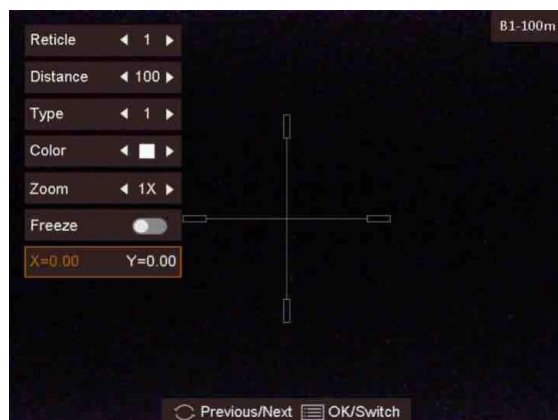 B1-100m
Reticle 1
Distance 100
Type 1
Color
Zoom 1X
Freeze
X=0.00 Y=0.00
Previous/Next OK/Switch